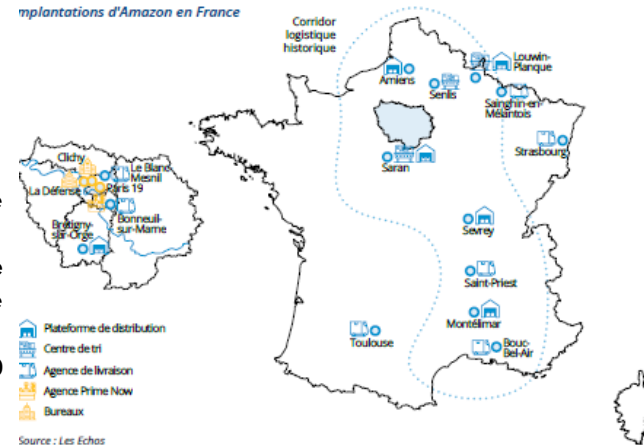 mplantations d'Amazon en France
Corridor
logistique
historique
Louwin-
Planque
Amiens
Senlis
Sainghin-en-
Mélantois
Strasbourg
Saran
Clichy
Le Blanc
Mesnil
La Défense
Paris 19
Bonneuil-
sur-Marne
Brétigny-
sur-Orge
Sevrey
Saint-Priest
Montélimar
Toulouse
Bouc-
Bel-Air
Plateforme de distribution
Centre de tri
Agence de livraison
Agence Prime Now
Bureaux
Source : Les Echos